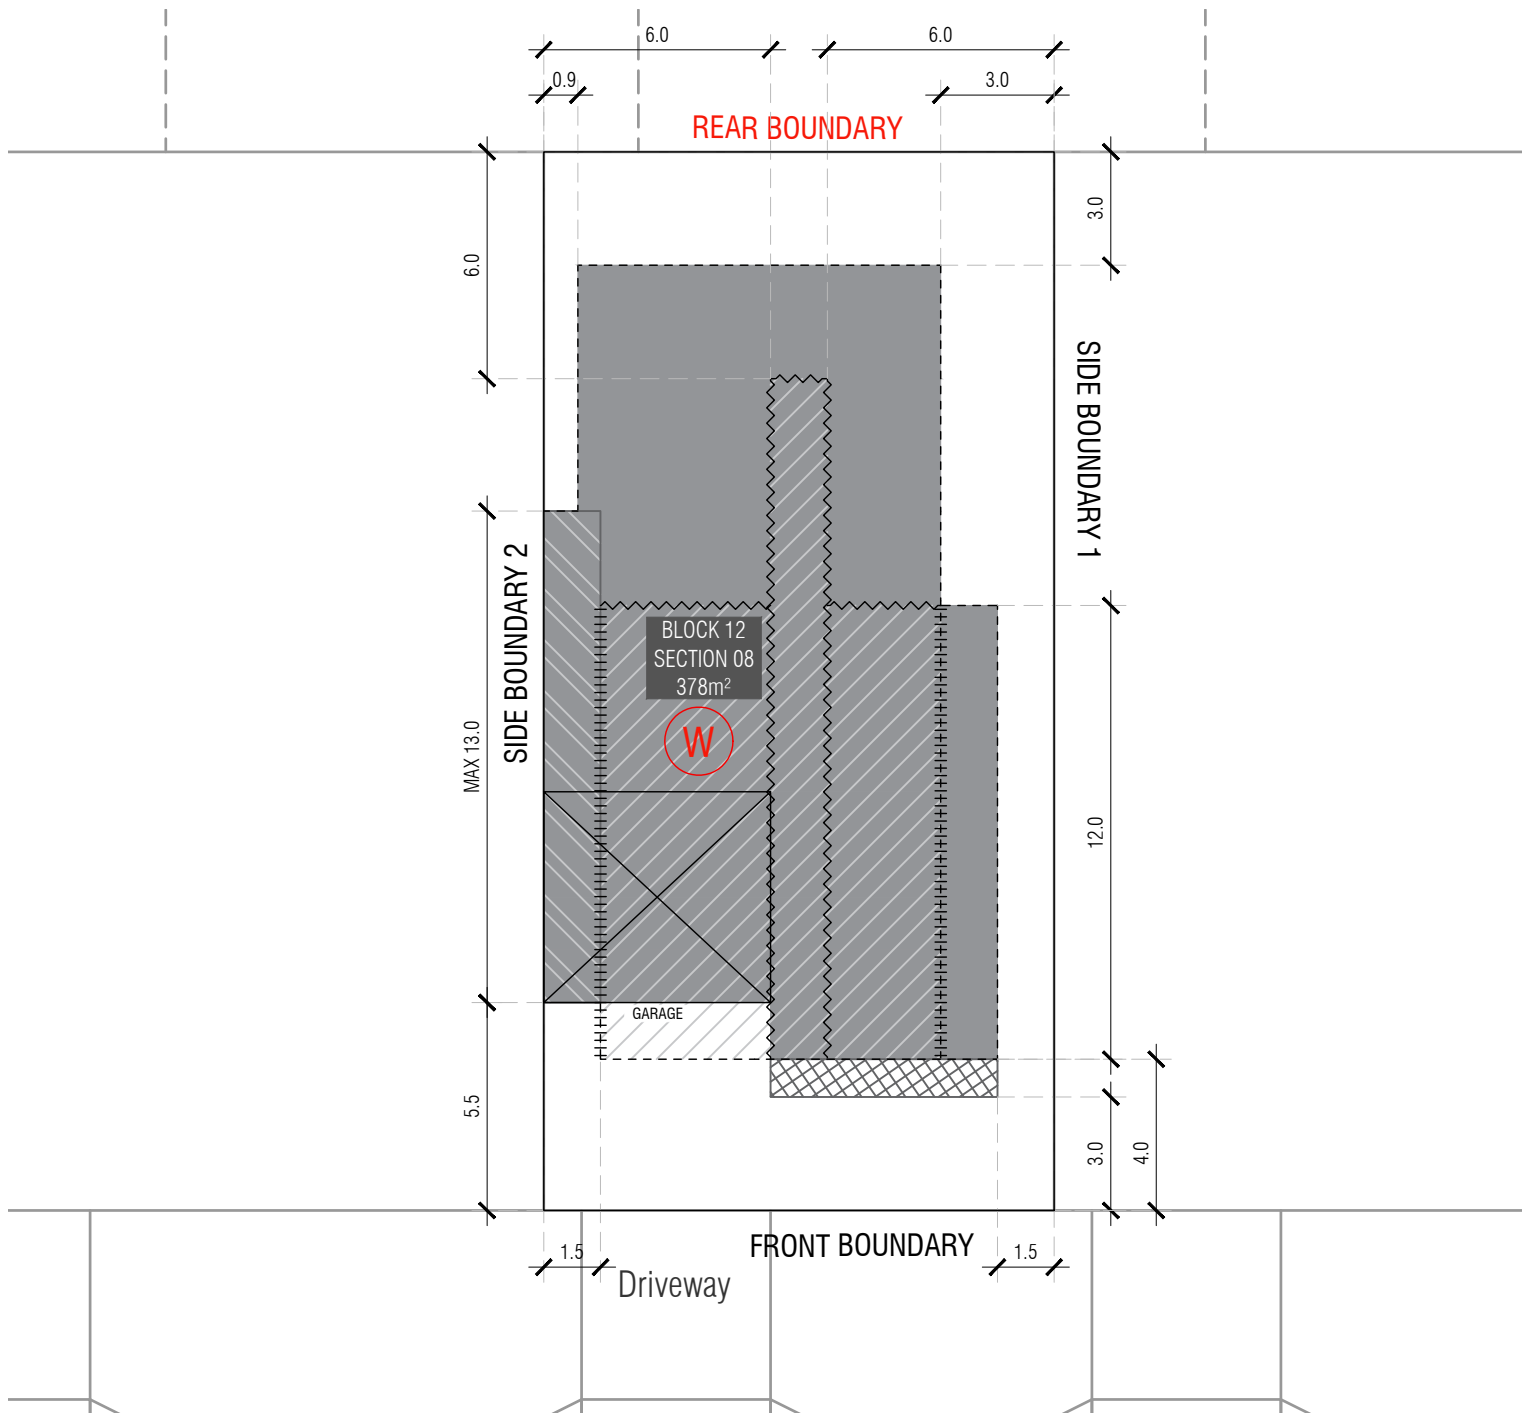 6.0
6.0
0.9
3.0
REAR BOUNDARY
3.0
6.0
SIDE BOUNDARY 1
SIDE BOUNDARY 2
BLOCK 12
SECTION 08
378m²
W
MAX 13.0
12.0
GARAGE
5.5
3.0
4.0
1.5
FRONT BOUNDARY
1.5
Driveway